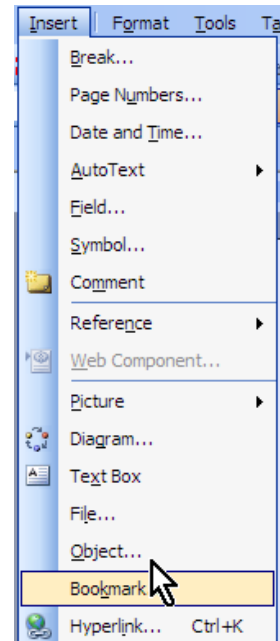 Insert Format Tools Ta
Break...
Page Numbers...
Date and Time...
AutoText
Field...
Symbol...
Comment
Reference
Web Component...
Picture
Diagram...
Text Box
File...
Object...
Bookmark
Hyperlink... Ctrl+K